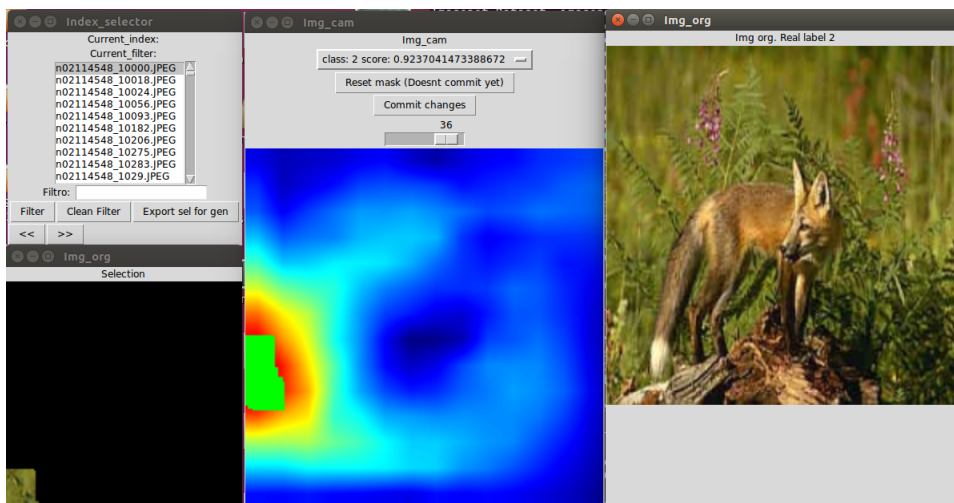 Index_selector
Current_index:
Current_filter:
n02114548_10000.JPEG
n02114548_10018.JPEG
n02114548_10024.JPEG
n02114548_10056.JPEG
n02114548_10093.JPEG
n02114548_10182.JPEG
n02114548_10206.JPEG
n02114548_10275.JPEG
n02114548_10283.JPEG
n02114548_1029.JPEG
Filtro:
Filter Clean Filter Export sel for gen
<< >>
Img_org
Selection
Img_cam
Img_cam
class: 2 score: 0.9237041473388672
Reset mask (Doesnt commit yet)
Commit changes
36
Img_org
Img org. Real label 2